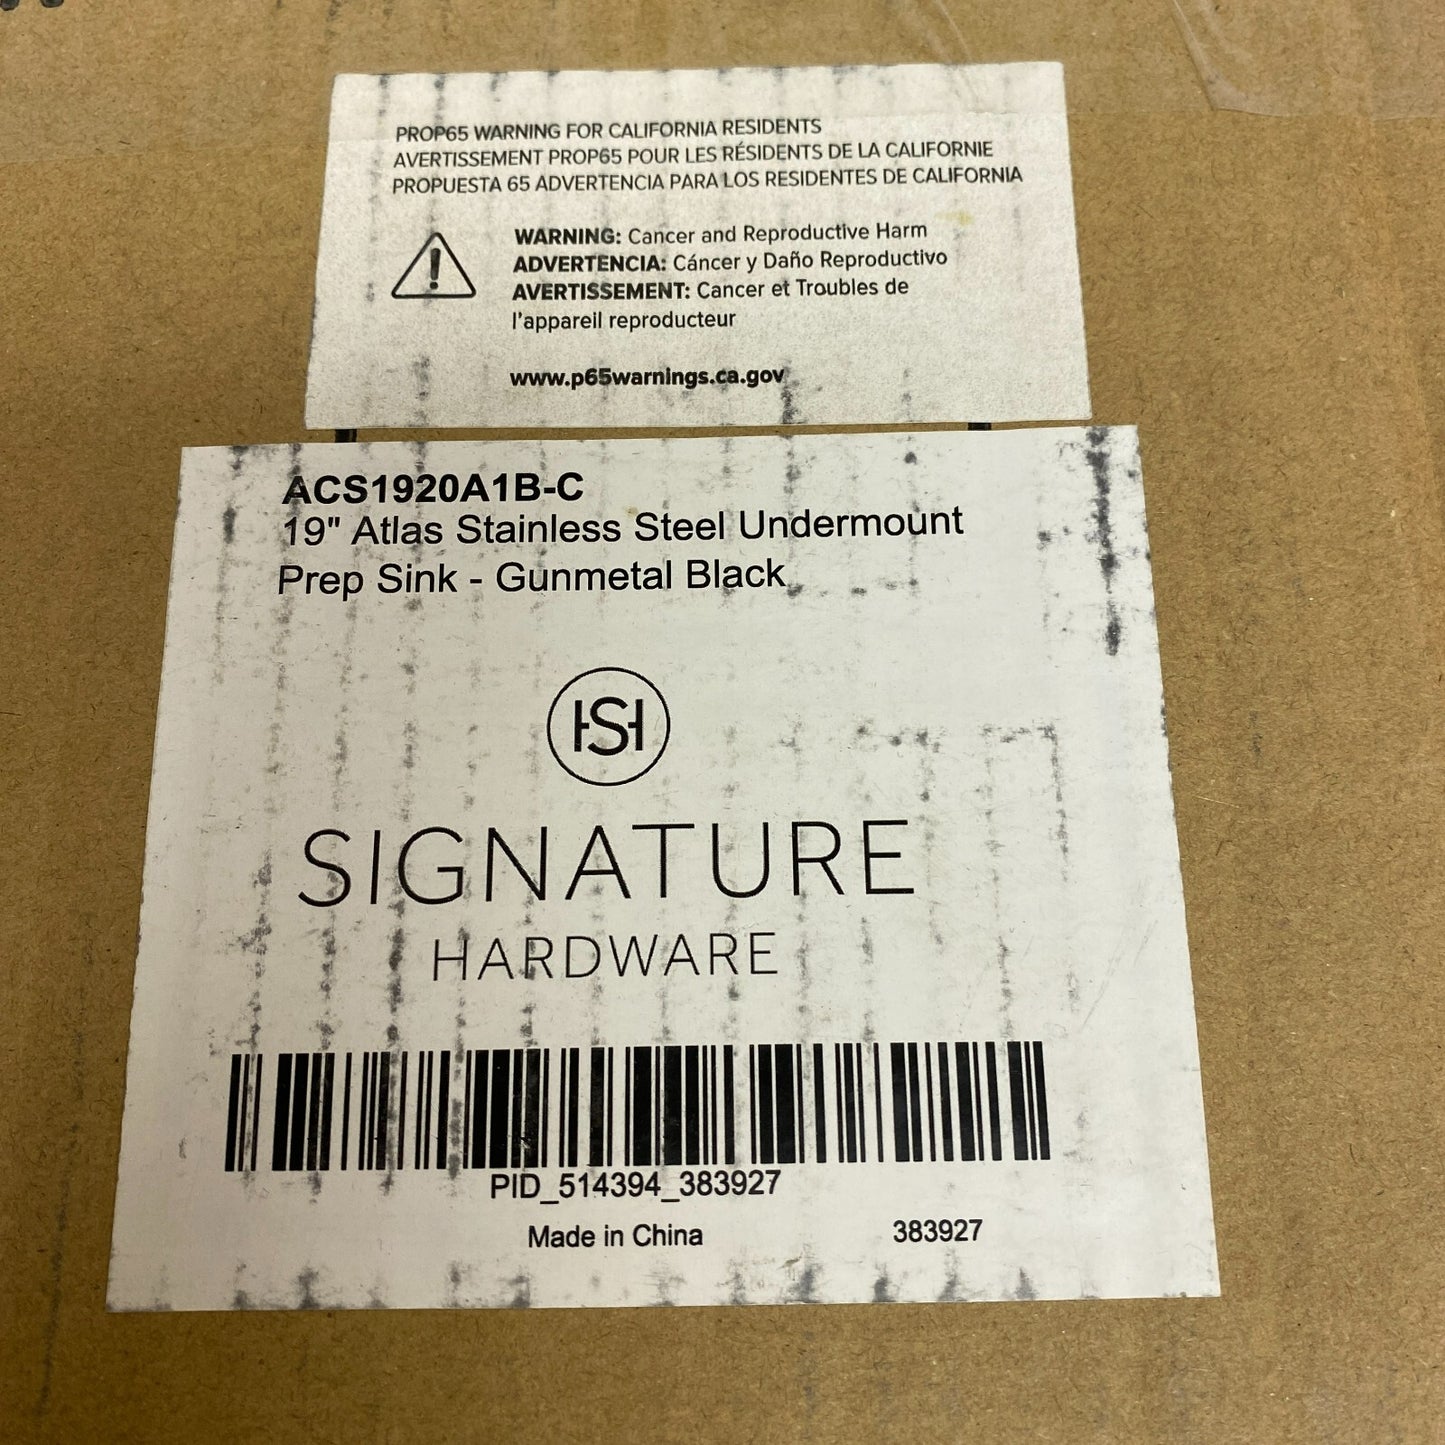 PROP65 WARNING FOR CALIFORNIA RESIDENTS
AVERTISSEMENT PROP65 POUR LES RÉSIDENTS DE LA CALIFORNIE
PROPUESTA 65 ADVERTENCIA PARA LOS RESIDENTES DE CALIFORNIA
WARNING: Cancer and Reproductive Harm
ADVERTENCIA: Cáncer y Daño Reproductivo
AVERTISSEMENT: Cancer et Troubles de
l'appareil reproducteur
www.p65warnings.ca.gov
ACS1920A1B-C
19" Atlas Stainless Steel Undermount
Prep Sink - Gunmetal Black
HSH
SIGNATURE
HARDWARE
PID_514394_383927
Made in China 383927